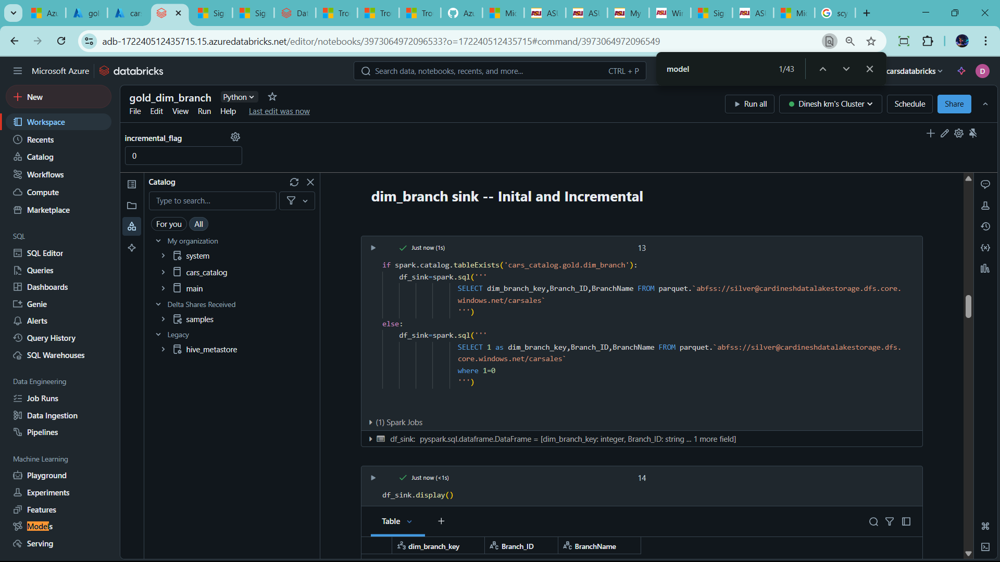 Azu
gol
car
Sig
Sig
Dat
Tro
Tro
Tro
Azu
Mic
ASU
ASU
My
Win
Sig
ASU
Mic
scy
adb-172240512435715.15.azuredatabricks.net/editor/notebooks/3973064972096533?o=172240512435715#command/3973064972096549
Microsoft Azure
databricks
Search data, notebooks, recents, and more...
CTRL + P
model
1/43
carsdatabricks
D
New
Workspace
Recents
Catalog
Workflows
Compute
Marketplace
SQL
SQL Editor
Queries
Dashboards
Genie
Alerts
Query History
SQL Warehouses
Data Engineering
Job Runs
Data Ingestion
Pipelines
Machine Learning
Playground
Experiments
Features
Models
Serving
gold_dim_branch
Python
File Edit View Run Help Last edit was now
Run all
Dinesh km's Cluster
Schedule
Share
incremental_flag
0
Catalog
Type to search...
For you
All
My organization
system
cars_catalog
main
Delta Shares Received
samples
Legacy
hive_metastore
dim_branch sink -- Inital and Incremental
Just now (1s)
13
if spark.catalog.tableExists('cars_catalog.gold.dim_branch'):
df_sink=spark.sql('''
SELECT dim_branch_key,Branch_ID,BranchName FROM parquet.`abfss://silver@cardineshdatalakestorage.dfs.core.
windows.net/carsales`
''')
else:
df_sink=spark.sql('''
SELECT 1 as dim_branch_key,Branch_ID,BranchName FROM parquet.`abfss://silver@cardineshdatalakestorage.dfs.
core.windows.net/carsales`
where 1=0
''')
(1) Spark Jobs
df_sink: pyspark.sql.dataframe.DataFrame = [dim_branch_key: integer, Branch_ID: string ... 1 more field]
Just now (<1s)
14
df_sink.display()
Table
dim_branch_key
Branch_ID
BranchName